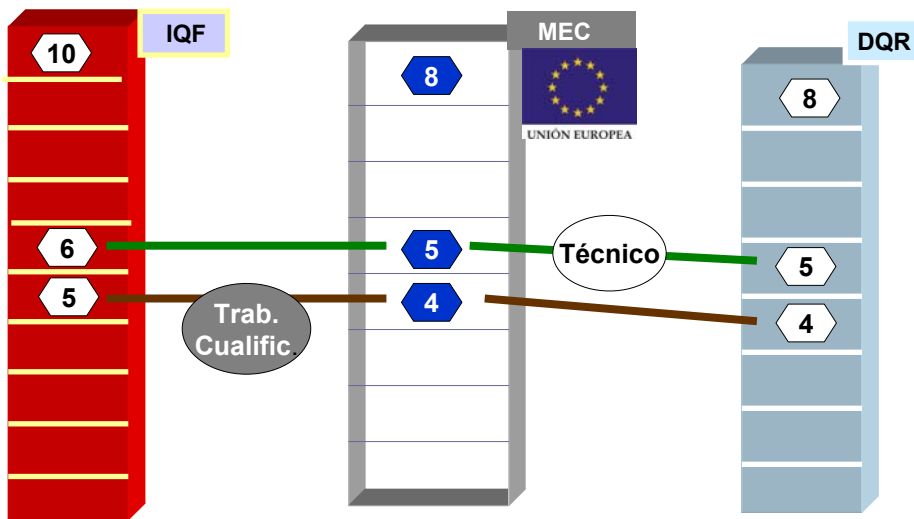 IQF
MEC
DQR
10
8
8
UNIÓN EUROPEA
6
5
Técnico
5
5
4
4
Trab.
Cualific.